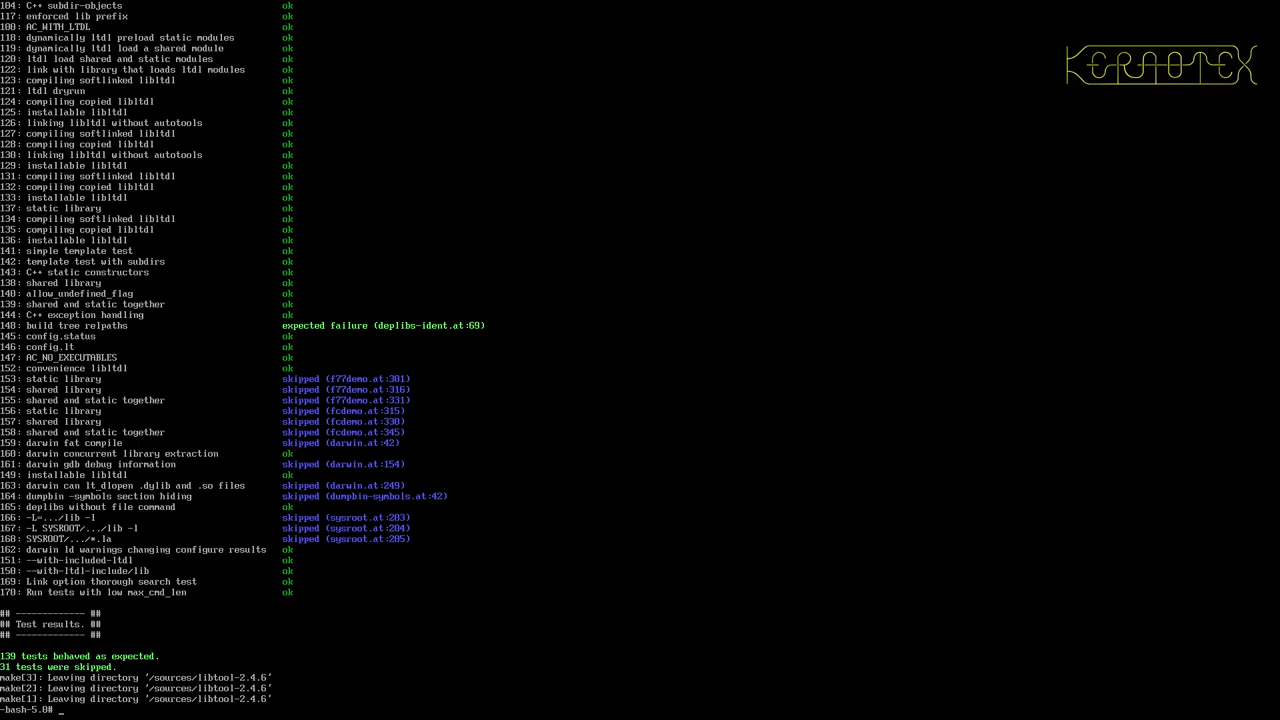 104: C++ subdir-objects ok
117: enforced lib prefix ok
108: AC_WITH_LTDL ok
118: dynamically ltdl preload static modules ok
119: dynamically ltdl load a shared module ok
120: ltdl load shared and static modules ok
122: link with library that loads ltdl modules ok
123: compiling softlinked libltdl ok
121: ltdl dryrun ok
124: compiling copied libltdl ok
125: installable libltdl ok
126: linking libltdl without autotools ok
127: compiling softlinked libltdl ok
128: compiling copied libltdl ok
130: linking libltdl without autotools ok
129: installable libltdl ok
131: compiling softlinked libltdl ok
132: compiling copied libltdl ok
133: installable libltdl ok
137: static library ok
134: compiling softlinked libltdl ok
135: compiling copied libltdl ok
136: installable libltdl ok
141: simple template test ok
142: template test with subdirs ok
143: C++ static constructors ok
138: shared library ok
140: allow_undefined_flag ok
139: shared and static together ok
144: C++ exception handling ok
148: build tree relpaths expected failure (deplibs-ident.at:69)
145: config.status ok
146: config.lt ok
147: AC_NO_EXECUTABLES ok
152: convenience libltdl ok
153: static library skipped (f77demo.at:301)
154: shared library skipped (f77demo.at:316)
155: shared and static together skipped (f77demo.at:331)
156: static library skipped (fcdemo.at:315)
157: shared library skipped (fcdemo.at:330)
158: shared and static together skipped (fcdemo.at:345)
159: darwin fat compile skipped (darwin.at:42)
160: darwin concurrent library extraction ok
161: darwin gdb debug information skipped (darwin.at:154)
149: installable libltdl ok
163: darwin can lt_dlopen .dylib and .so files skipped (darwin.at:249)
164: dumpbin -symbols section hiding skipped (dumpbin-symbols.at:42)
165: deplibs without file command ok
166: -L=.../lib -l skipped (sysroot.at:203)
167: -L SYSROOT/.../lib -l skipped (sysroot.at:204)
168: SYSROOT/.../*.la skipped (sysroot.at:205)
162: darwin ld warnings changing configure results ok
151: --with-included-ltdl ok
150: --with-ltdl-include/lib ok
169: Link option thorough search test ok
170: Run tests with low max_cmd_len ok
## ------------- ##
## Test results. ##
## ------------- ##
139 tests behaved as expected.
31 tests were skipped.
make[3]: Leaving directory '/sources/libtool-2.4.6'
make[2]: Leaving directory '/sources/libtool-2.4.6'
make[1]: Leaving directory '/sources/libtool-2.4.6'
-bash-5.0# _
KERAOTEX